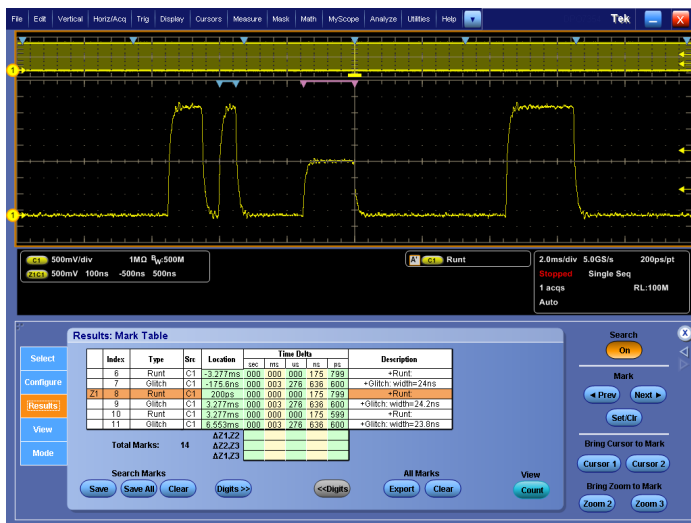 File Edit Vertical Horiz/Acq Trig Display Cursors Measure Mask Math MyScope Analyze Utilities Help Tek X
1
1
C1 500mV/div 1MΩ BW:500M
Z1C1 500mV 100ns -500ns 500ns
A' C1 Runt
2.0ms/div 5.0GS/s 200ps/pt
Stopped Single Seq
1 acqs RL:100M
Auto
Select
Configure
Results
View
Mode
Results: Mark Table
Time Delta
Index Type Src Location sec ms us ns ps Description
6 Runt C1 -3.277ms 000 000 000 175 799 +Runt:
7 Glitch C1 -175.6ns 000 003 276 636 600 +Glitch: width=24ns
Z1 8 Runt C1 200ps 000 000 000 175 799 +Runt:
9 Glitch C1 3.277ms 000 003 276 636 600 +Glitch: width=24.2ns
10 Runt C1 3.277ms 000 000 000 175 599 +Runt:
11 Glitch C1 6.553ms 000 003 276 636 600 +Glitch: width=23.8ns
Total Marks: 14
ΔZ1,Z2
ΔZ2,Z3
ΔZ1,Z3
Search Marks
Save Save All Clear
Digits >>
<<Digits
All Marks
Export Clear
View
Count
Search
X
On
Mark
◄ Prev Next ►
Set/Clr
Bring Cursor to Mark
Cursor 1 Cursor 2
Bring Zoom to Mark
Zoom 2 Zoom 3